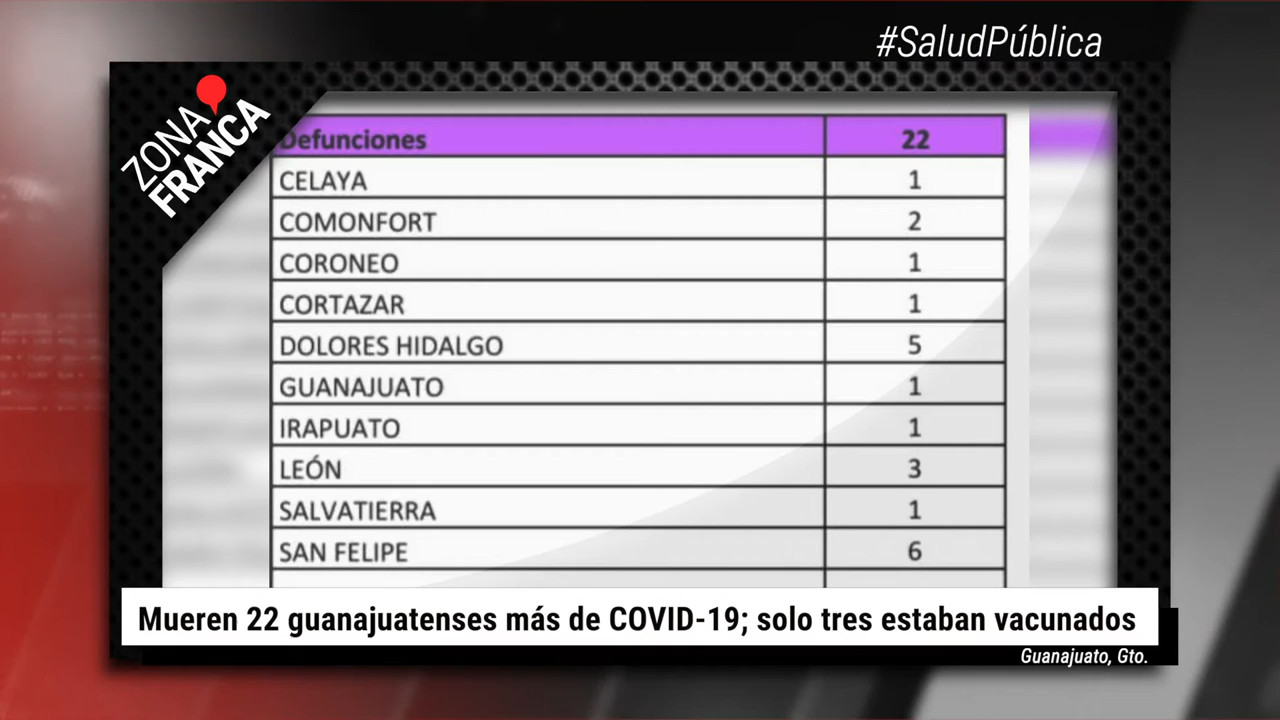 #SaludPública
ZONA
FRANCA
Defunciones 22
CELAYA 1
COMONFORT 2
CORONEO 1
CORTAZAR 1
DOLORES HIDALGO 5
GUANAJUATO 1
IRAPUATO 1
LEÓN 3
SALVATIERRA 1
SAN FELIPE 6
Mueren 22 guanajuatenses más de COVID-19; solo tres estaban vacunados
Guanajuato, Gto.